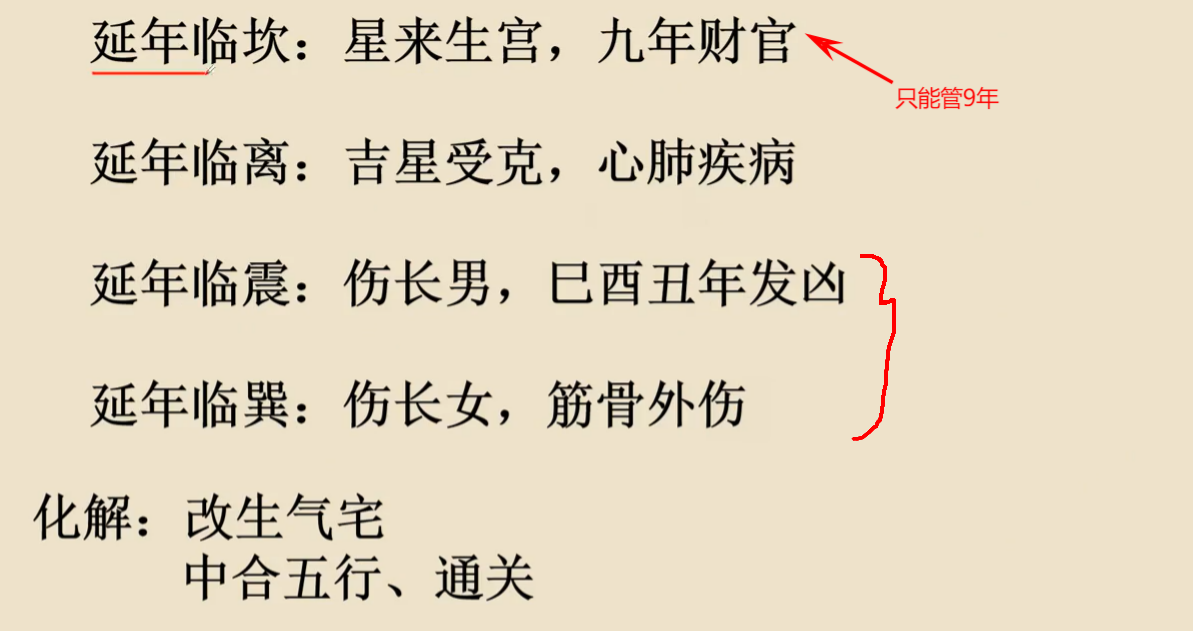 延年临坎：星来生宫，九年财官
只能管9年
延年临离：吉星受克，心肺疾病
延年临震：伤长男，巳酉丑年发凶
延年临巽：伤长女，筋骨外伤
化解：改生气宅
中合五行、通关